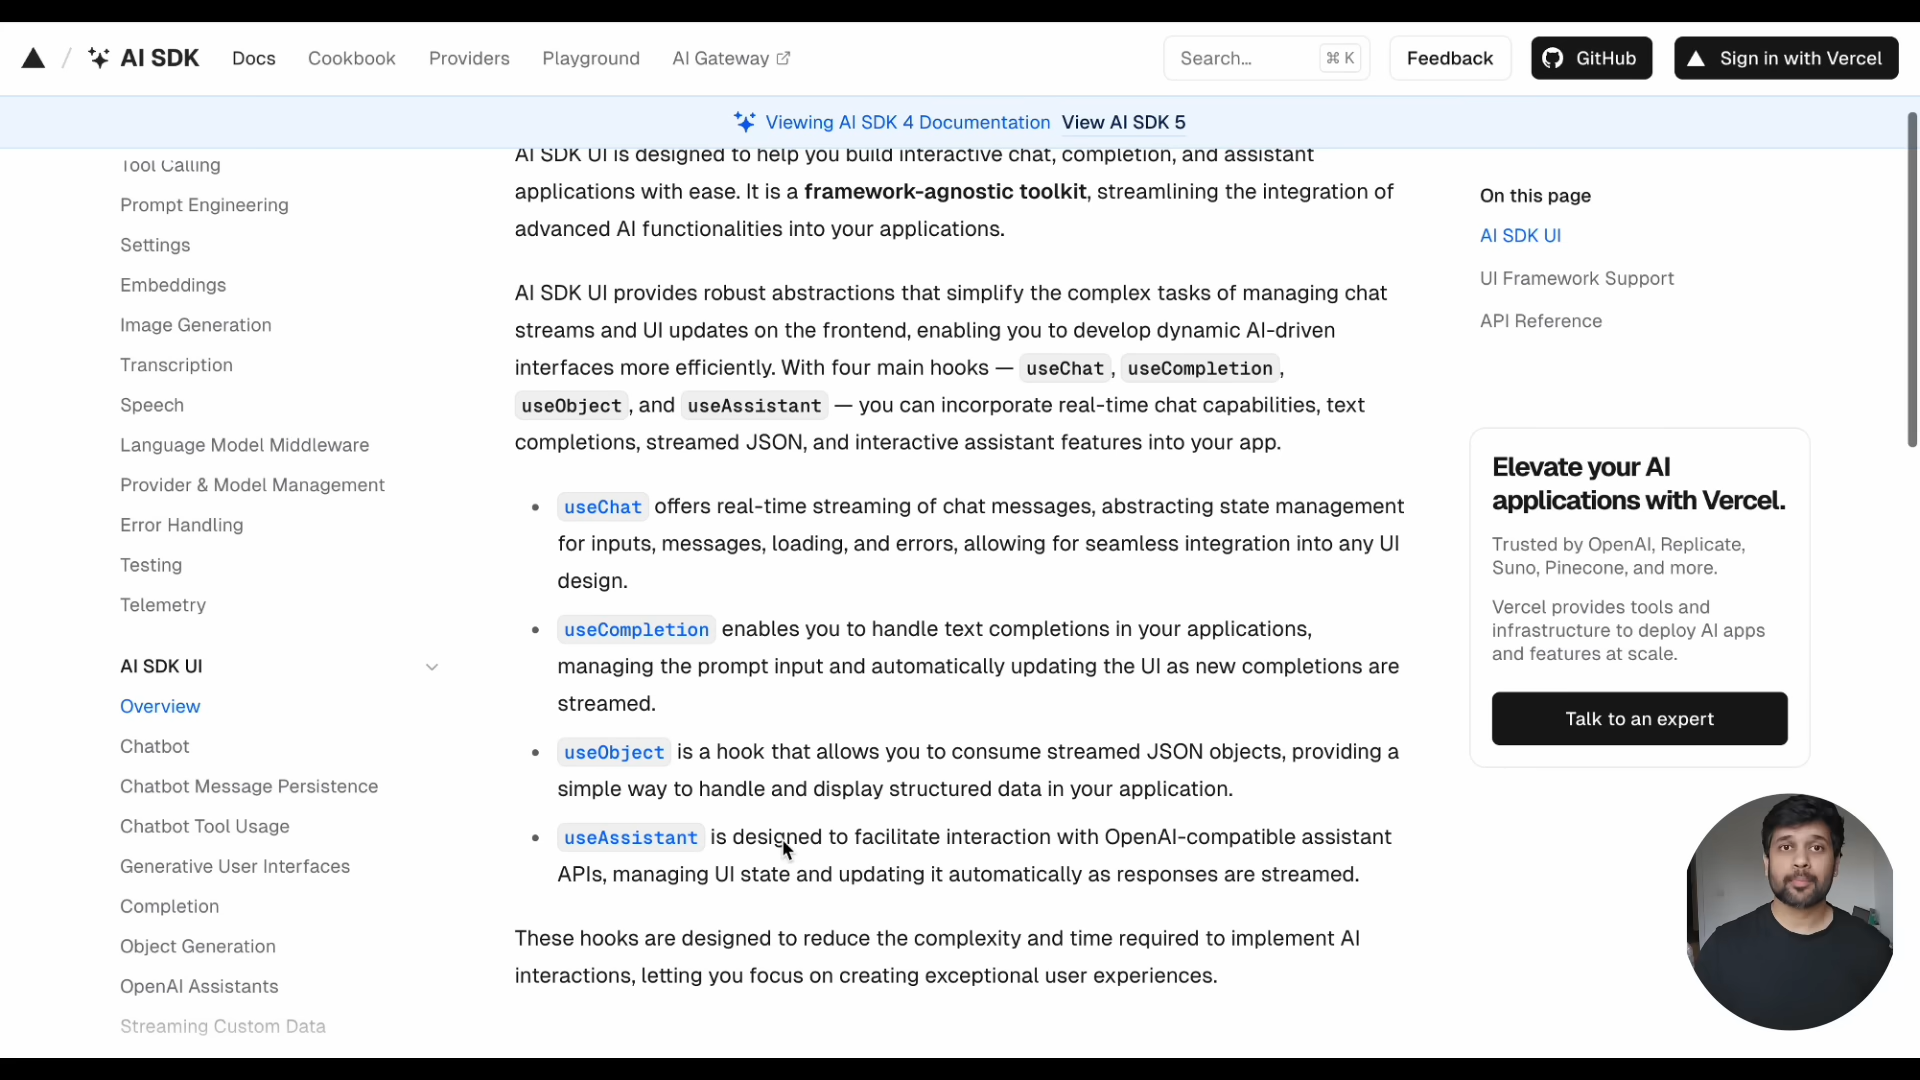 AI SDK
Docs
Cookbook
Providers
Playground
AI Gateway
Search...
⌘ K
Feedback
GitHub
Sign in with Vercel
Viewing AI SDK 4 Documentation View AI SDK 5
Tool Calling
Prompt Engineering
Settings
Embeddings
Image Generation
Transcription
Speech
Language Model Middleware
Provider & Model Management
Error Handling
Testing
Telemetry
AI SDK UI
Overview
Chatbot
Chatbot Message Persistence
Chatbot Tool Usage
Generative User Interfaces
Completion
Object Generation
OpenAI Assistants
Streaming Custom Data
AI SDK UI is designed to help you build interactive chat, completion, and assistant
applications with ease. It is a framework-agnostic toolkit, streamlining the integration of
advanced AI functionalities into your applications.
AI SDK UI provides robust abstractions that simplify the complex tasks of managing chat
streams and UI updates on the frontend, enabling you to develop dynamic AI-driven
interfaces more efficiently. With four main hooks — useChat, useCompletion,
useObject, and useAssistant — you can incorporate real-time chat capabilities, text
completions, streamed JSON, and interactive assistant features into your app.
• useChat offers real-time streaming of chat messages, abstracting state management
for inputs, messages, loading, and errors, allowing for seamless integration into any UI
design.
• useCompletion enables you to handle text completions in your applications,
managing the prompt input and automatically updating the UI as new completions are
streamed.
• useObject is a hook that allows you to consume streamed JSON objects, providing a
simple way to handle and display structured data in your application.
• useAssistant is designed to facilitate interaction with OpenAI-compatible assistant
APIs, managing UI state and updating it automatically as responses are streamed.
These hooks are designed to reduce the complexity and time required to implement AI
interactions, letting you focus on creating exceptional user experiences.
On this page
AI SDK UI
UI Framework Support
API Reference
Elevate your AI
applications with Vercel.
Trusted by OpenAI, Replicate,
Suno, Pinecone, and more.
Vercel provides tools and
infrastructure to deploy AI apps
and features at scale.
Talk to an expert